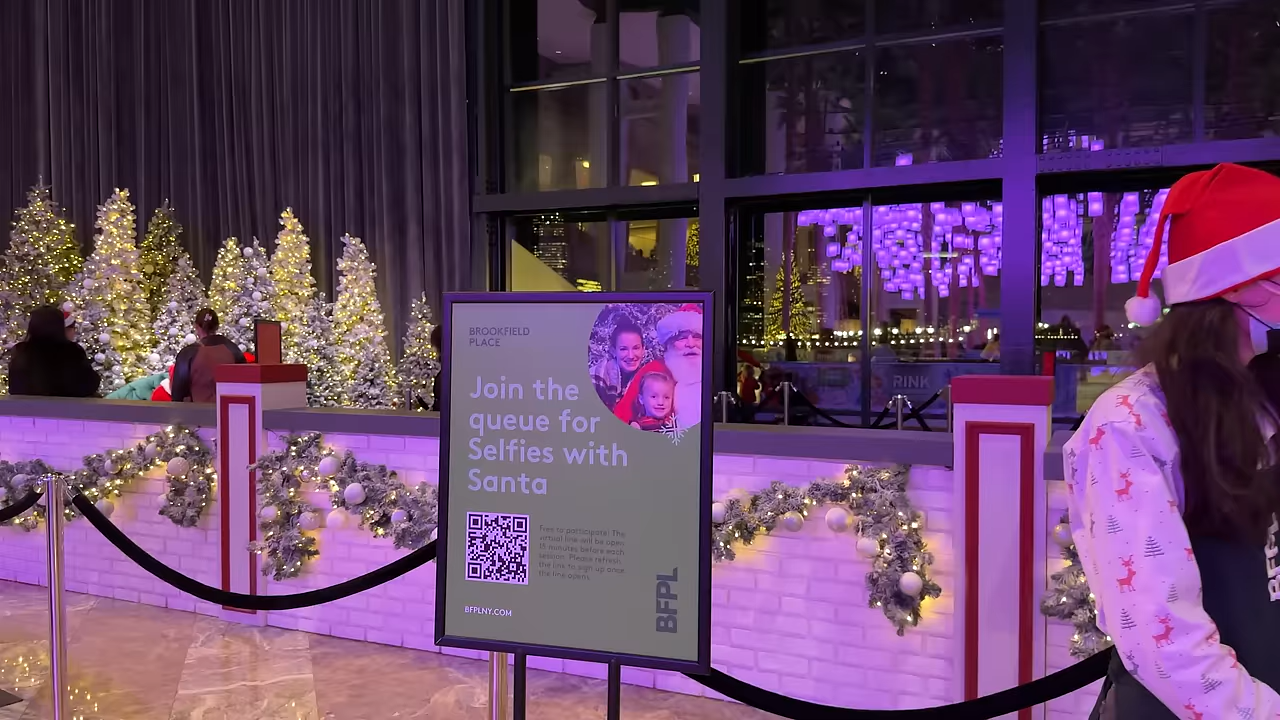 BROOKFIELD
PLACE
Join the
queue for
Selfies with
Santa
Free to participate! The
virtual line will be open
15 minutes before each
session. Please refresh
the link to sign up once
the line opens.
BFPLNY.COM
BFPL
RINK
BFPL